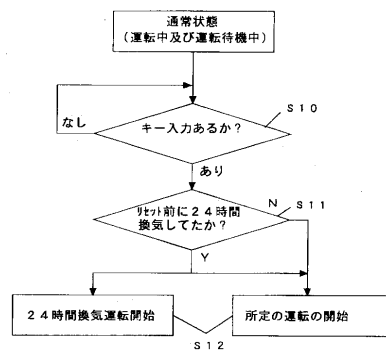 通常状態
（運転中及び運転待機中）
S10
なし
キー入力あるか？
あり
N
S11
ﾘｾｯﾄ前に24時間
換気してたか？
Y
24時間換気運転開始
所定の運転の開始
S12